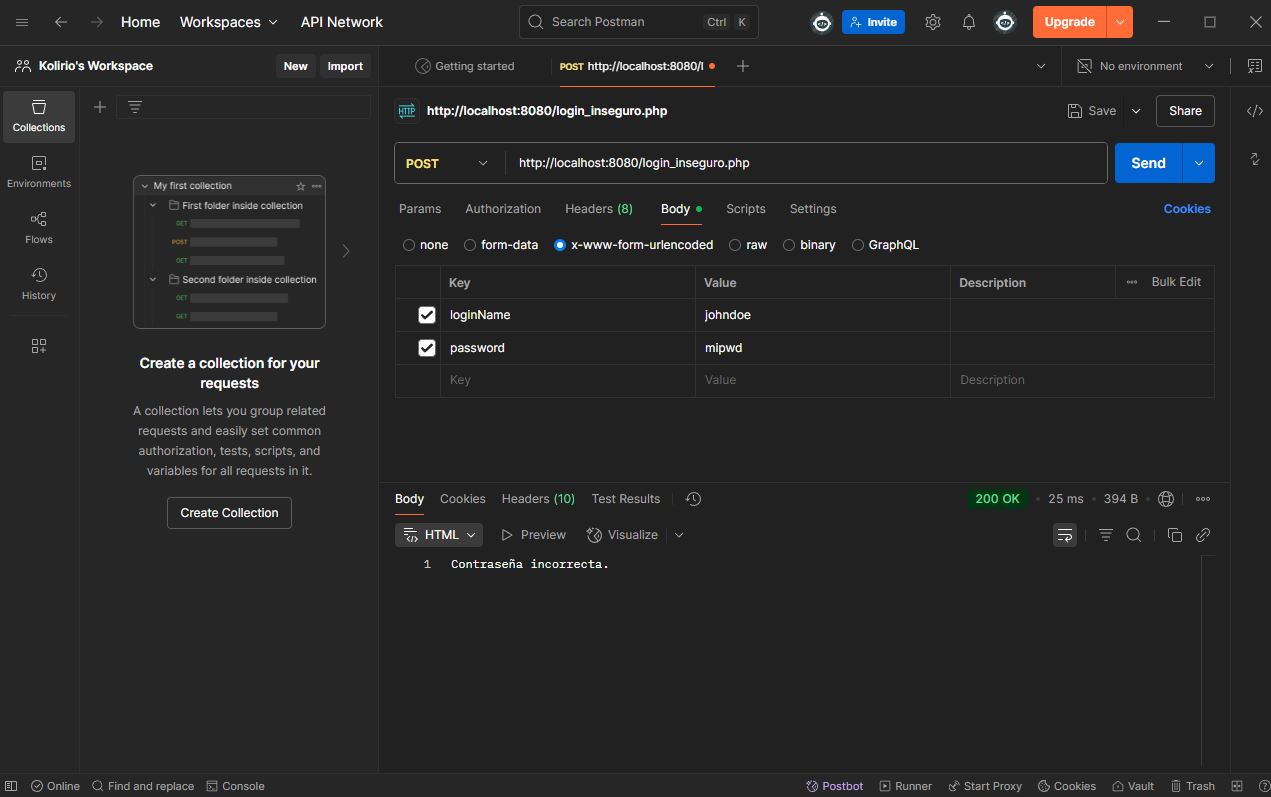 Home Workspaces API Network Search Postman Ctrl K Invite Upgrade
Kolirio's Workspace New Import Getting started POST http://localhost:8080/l No environment
Collections
Environments
Flows
History
My first collection
First folder inside collection
GET
POST
GET
Second folder inside collection
GET
GET
Create a collection for your
requests
A collection lets you group related
requests and easily set common
authorization, tests, scripts, and
variables for all requests in it.
Create Collection
HTTP http://localhost:8080/login_inseguro.php Save Share
POST http://localhost:8080/login_inseguro.php Send
Params Authorization Headers (8) Body Scripts Settings Cookies
none form-data x-www-form-urlencoded raw binary GraphQL
Key Value Description Bulk Edit
loginName johndoe
password mipwd
Key Value Description
Body Cookies Headers (10) Test Results 200 OK 25 ms 394 B
HTML Preview Visualize
1 Contraseña incorrecta.
Online Find and replace Console Postbot Runner Start Proxy Cookies Vault Trash